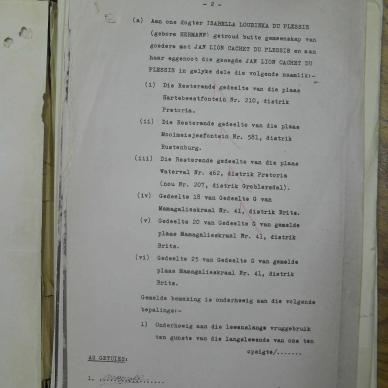 - 2 -
(a) Aan ons dogter ISABELLA LOUBINKA DU PLESSIS
(gebore HERMANN) getroud buite gemeenskap van
goedere met JAN LION CACHET DU PLESSIS en aan
haar eggenoot die gesegde JAN LION CACHET DU
PLESSIS in gelyke dele die volgende naamlik:-
(i) Die Resterende gedeelte van die plaas
Hartebeestfontein Nr. 210, distrik
Pretoria.
(ii) Die Resterende gedeelte van die plaas
Mooimeisjesfontein Nr. 581, distrik
Rustenburg.
(iii) Die Resterende gedeelte van die plaas
Waterval Nr. 462, distrik Pretoria
(nou Nr. 207, distrik Groblersdal).
(iv) Gedeelte 18 van Gedeelte G van
Mamagalieskraal Nr. 41, distrik Brits.
(v) Gedeelte 20 van Gedeelte G van gemelde
plaas Mamagalieskraal Nr. 41, distrik
Brits.
(vi) Gedeelte 25 van Gedeelte G van gemelde
plaas Mamagalieskraal Nr. 41, distrik
Brits.
Gemelde bemaking is onderhewig aan die volgende
bepalings:-
1) Onderhewig aan die lewenslange vruggebruik
ten gunste van die langslewende van ons ten
opsigte/.......
AS GETUIES:
1.